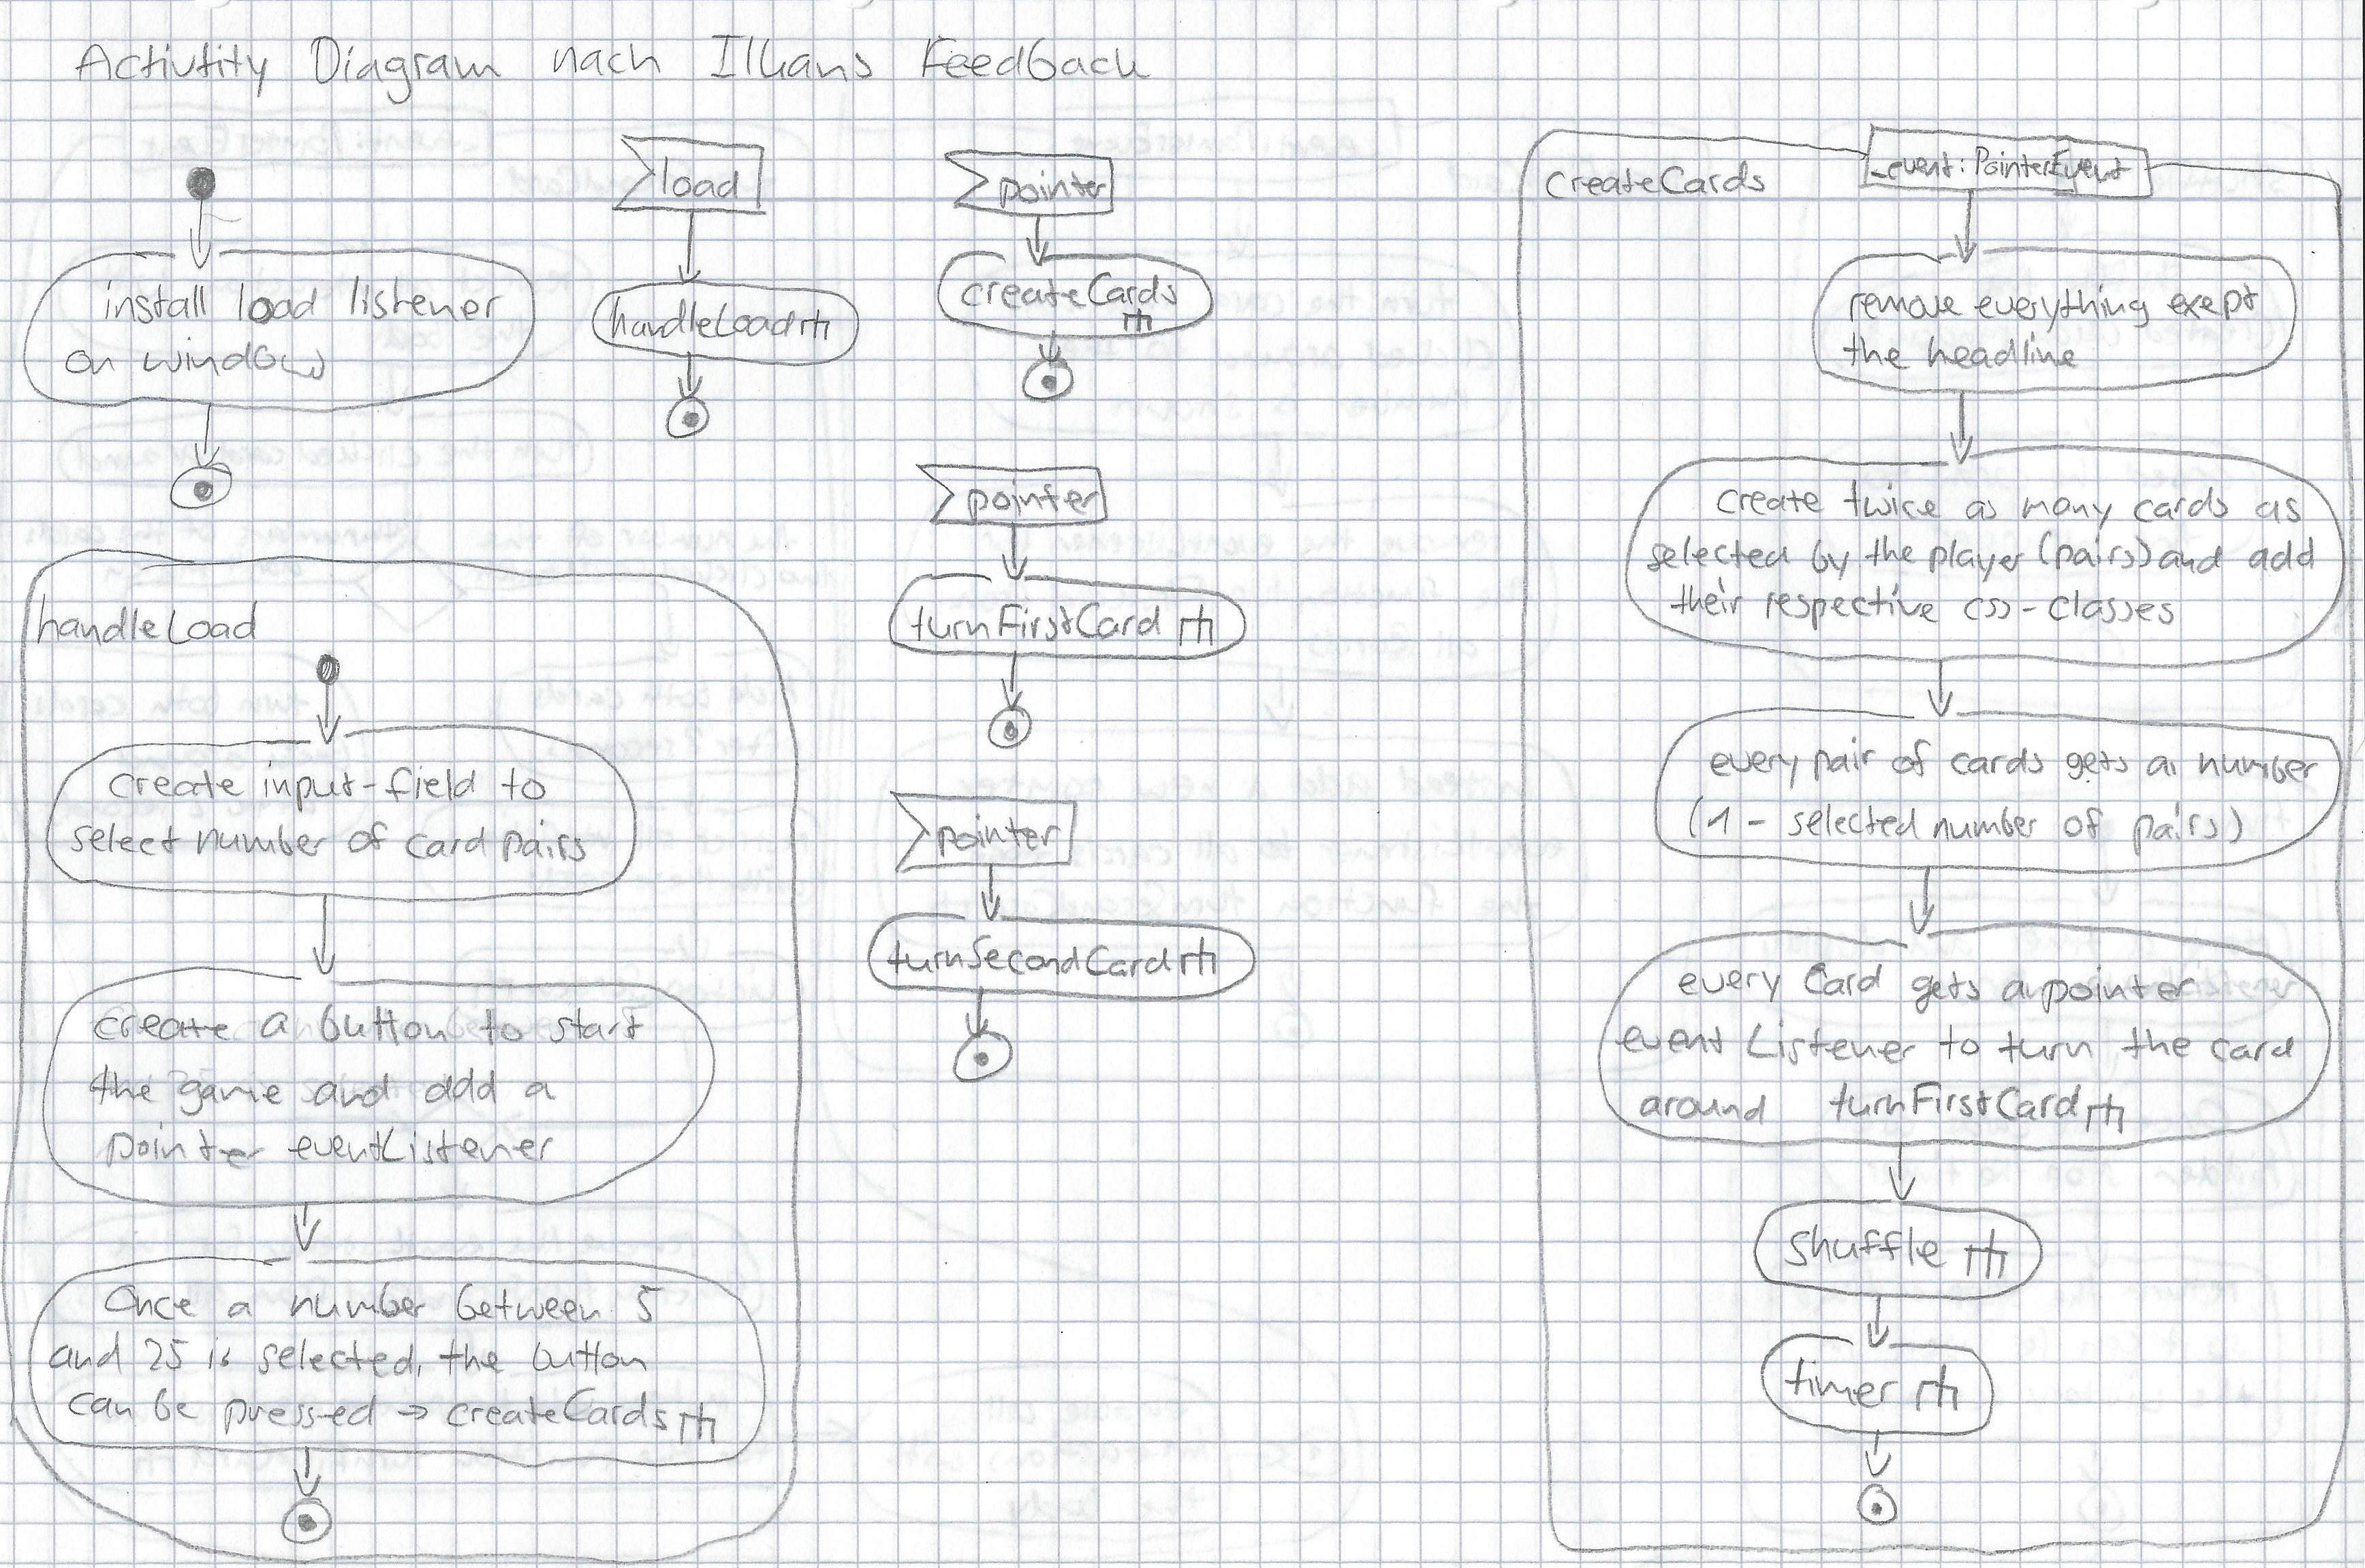 Activtity Diagram nach Ilkans Feedback
install load listener
on window
load
handleLoad
pointer
createCards
pointer
turnFirstCard
pointer
turnSecondCard
handleLoad
create input-field to
select number of card pairs
create a button to start
the game and add a
pointer eventListener
Once a number between 5
and 25 is selected, the button
can be pressed → createCards
createCards
_event: PointerEvent
remove everything exept
the headline
create twice as many cards as
selected by the player (pairs) and add
their respective css-classes
every pair of cards gets a number
(1 - selected number of pairs)
every Card gets a pointer
event Listener to turn the card
around turnFirstCard
shuffle
timer